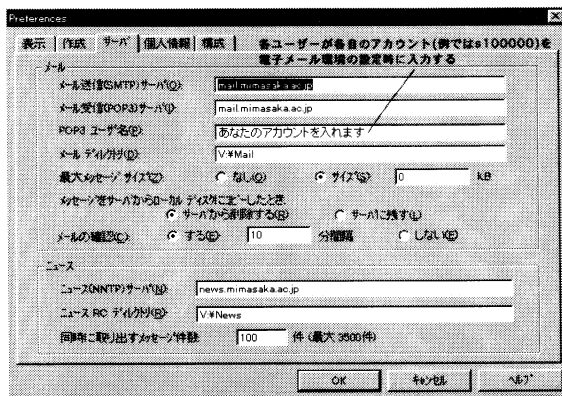 Preferences
表示 作成 サーバ 個人情報 構成
各ユーザーが各自のアカウント(例ではs100000)を
電子メール環境の設定時に入力する
メール
メール送信(SMTP)サーバ(O): mail.mimasaka.ac.jp
メール受信(POP3)サーバ(I): mail.mimasaka.ac.jp
POP3 ユーザ名(P): あなたのアカウントを入れます
メール ディレクトリ(D): V:¥Mail
最大メッセージ サイズ(Z): なし(O) サイズ(S): 0 kB
メッセージをサーバからローカル ディスクにコピーしたとき:
サーバから削除する(R) サーバに残す(L)
メールの確認(C): する(E): 10 分間隔 しない(E)
ニュース
ニュース(NNTP)サーバ(N): news.mimasaka.ac.jp
ニュース RC ディレクトリ(R): V:¥News
同時に取り出すメッセージ件数: 100 件 (最大 3500件)
OK キャンセル ヘルプ